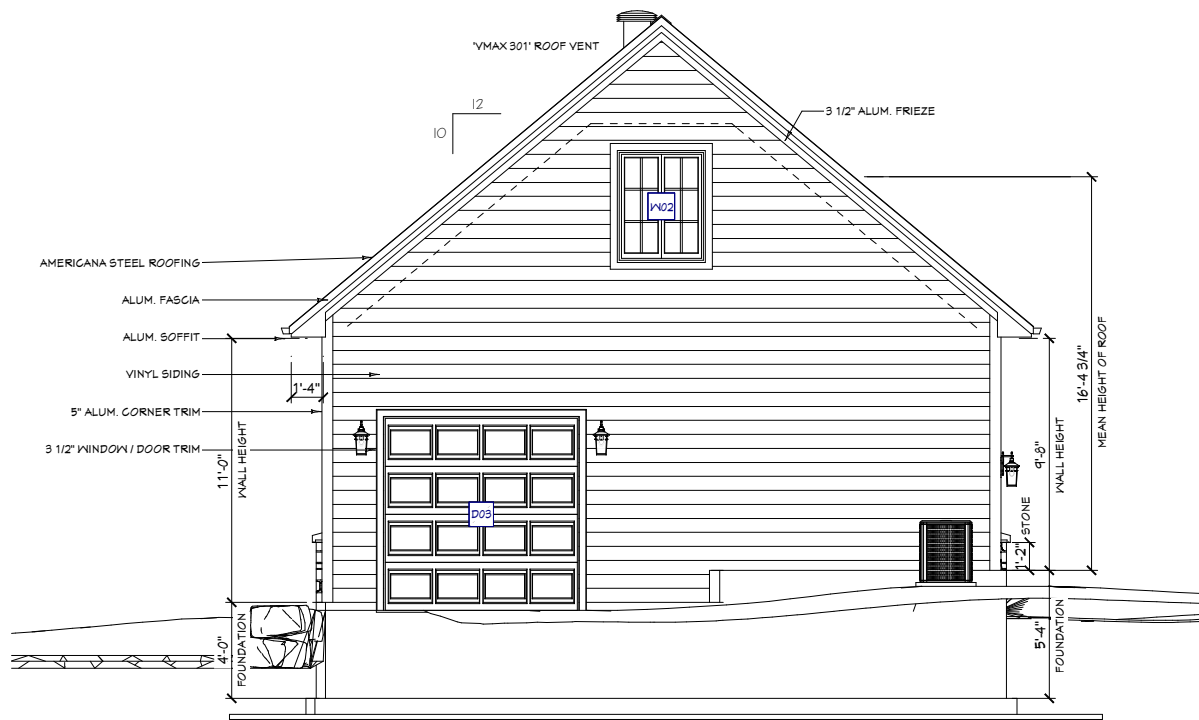 'VMAX 301' ROOF VENT
12
10
3 1/2" ALUM. FRIEZE
W02
AMERICANA STEEL ROOFING
ALUM. FASCIA
ALUM. SOFFIT
VINYL SIDING
1'-4"
5" ALUM. CORNER TRIM
3 1/2" WINDOW / DOOR TRIM
11'-0"
WALL HEIGHT
D03
16'-4 3/4"
MEAN HEIGHT OF ROOF
9'-8"
WALL HEIGHT
1'-2"
STONE
4'-0"
FOUNDATION
5'-4"
FOUNDATION